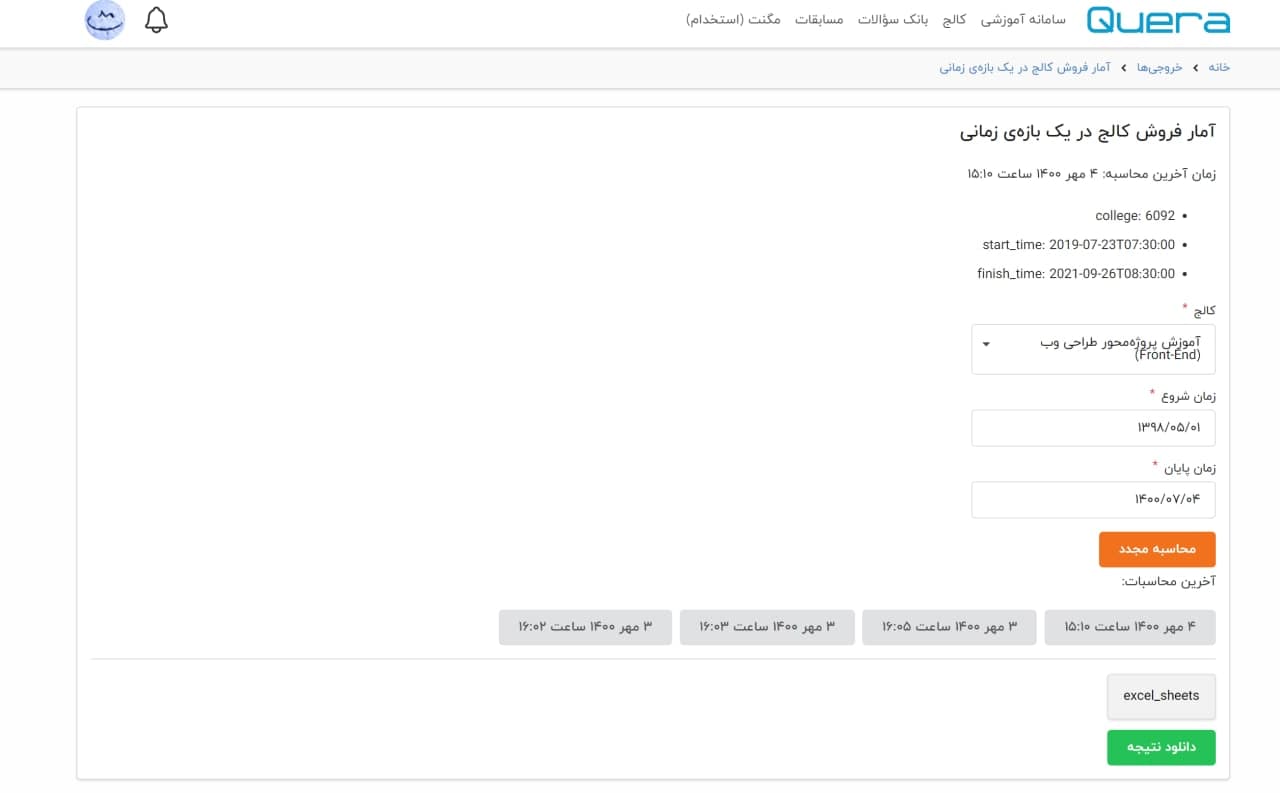 Quera سامانه آموزشی کالج بانک سؤالات مسابقات مگنت (استخدام)
خانه › خروجی‌ها › آمار فروش کالج در یک بازه‌ی زمانی
آمار فروش کالج در یک بازه‌ی زمانی
زمان آخرین محاسبه: ۴ مهر ۱۴۰۰ ساعت ۱۵:۱۰
• college: 6092
• start_time: 2019-07-23T07:30:00
• finish_time: 2021-09-26T08:30:00
کالج *
آموزش پروژه‌محور طراحی وب
(Front-End)
زمان شروع *
۱۳۹۸/۰۵/۰۱
زمان پایان *
۱۴۰۰/۰۷/۰۴
محاسبه مجدد
آخرین محاسبات:
۴ مهر ۱۴۰۰ ساعت ۱۵:۱۰ ۳ مهر ۱۴۰۰ ساعت ۱۶:۰۵ ۳ مهر ۱۴۰۰ ساعت ۱۶:۰۳ ۳ مهر ۱۴۰۰ ساعت ۱۶:۰۲
excel_sheets
دانلود نتیجه